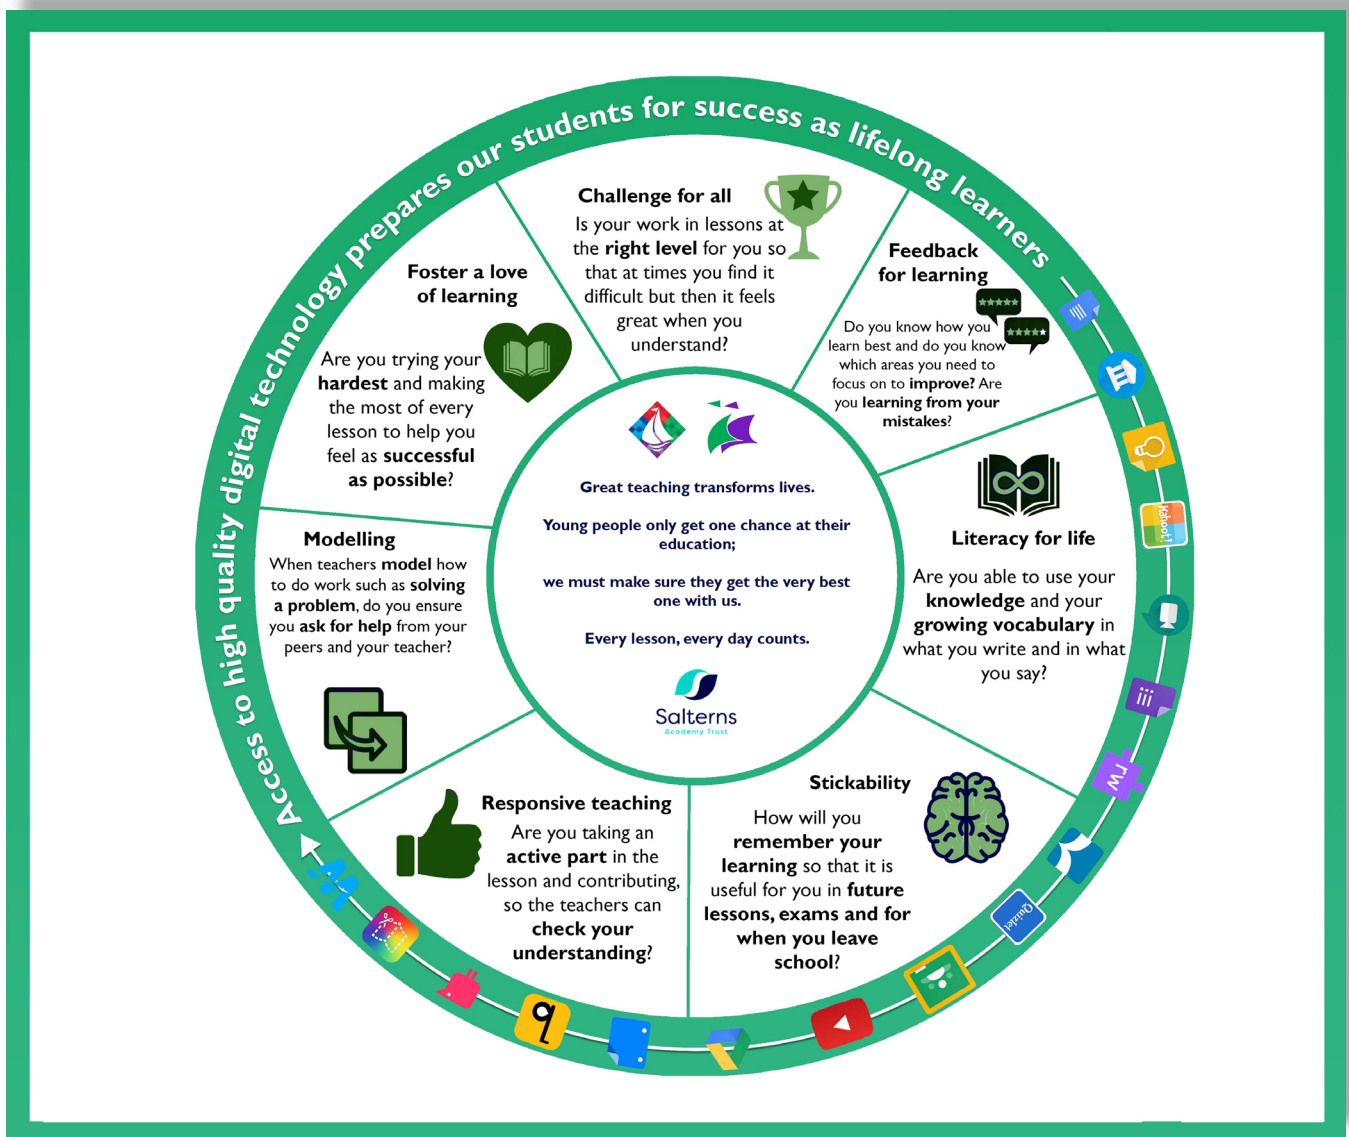 Access to high quality digital technology prepares our students for success as lifelong learners
Challenge for all
Is your work in lessons at
the right level for you so
that at times you find it
difficult but then it feels
great when you
understand?
Feedback
for learning
Do you know how you
learn best and do you know
which areas you need to
focus on to improve? Are
you learning from your
mistakes?
Literacy for life
Are you able to use your
knowledge and your
growing vocabulary in
what you write and in what
you say?
Stickability
How will you
remember your
learning so that it is
useful for you in future
lessons, exams and for
when you leave
school?
Responsive teaching
Are you taking an
active part in the
lesson and contributing,
so the teachers can
check your
understanding?
Modelling
When teachers model how
to do work such as solving
a problem, do you ensure
you ask for help from your
peers and your teacher?
Foster a love
of learning
Are you trying your
hardest and making
the most of every
lesson to help you
feel as successful
as possible?
Great teaching transforms lives.
Young people only get one chance at their
education;
we must make sure they get the very best
one with us.
Every lesson, every day counts.
Salterns
Academy Trust
Kahoot!
rw
Quizlet
q
W